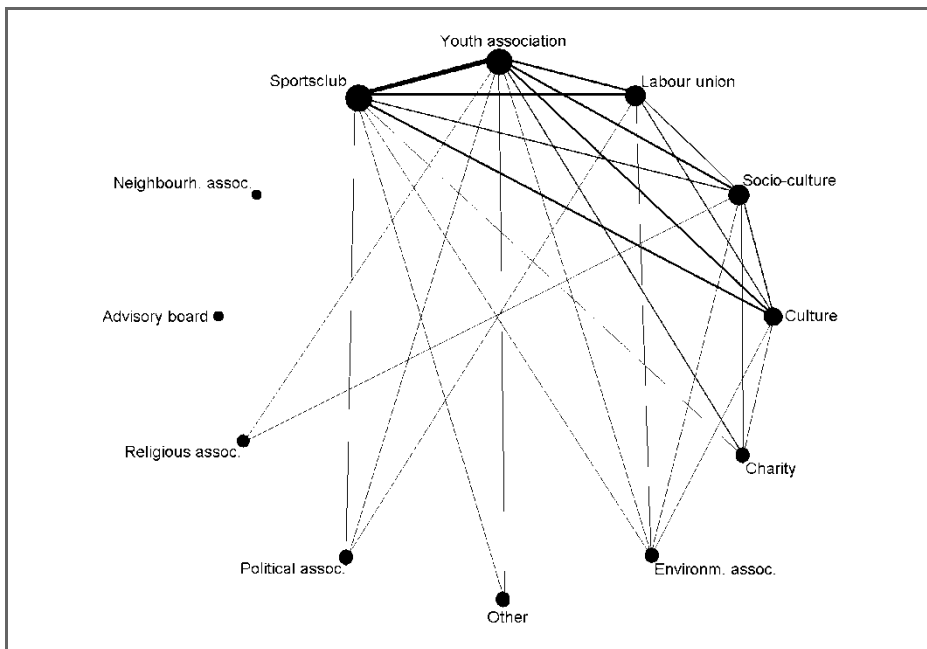 Youth association
Sportsclub
Labour union
Neighbourh. assoc.
Socio-culture
Advisory board
Culture
Religious assoc.
Charity
Political assoc.
Environm. assoc.
Other